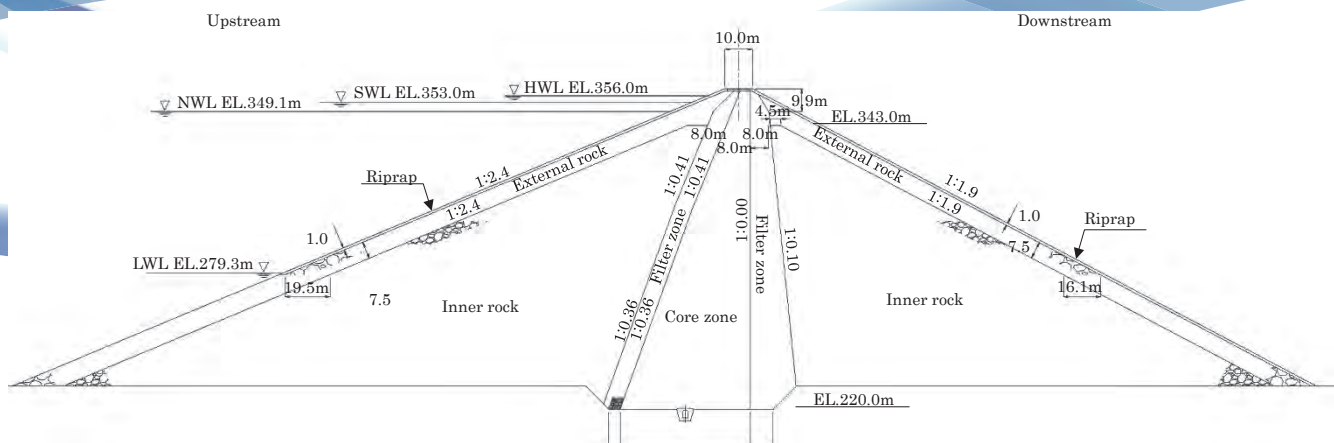 Upstream
Downstream
10.0m
HWL EL.356.0m
SWL EL.353.0m
NWL EL.349.1m
9.9m
4.5m
EL.343.0m
8.0m
8.0m
8.0m
External rock
External rock
1:0.41
1:0.41
Riprap
1:2.4
1:2.4
1:1.9
1:1.9
1.0
1.0
Riprap
LWL EL.279.3m
19.5m
7.5
7.5
16.1m
Filter zone
1:0.00
Filter zone
1:0.10
Inner rock
Inner rock
1:0.36
1:0.36
Core zone
EL.220.0m